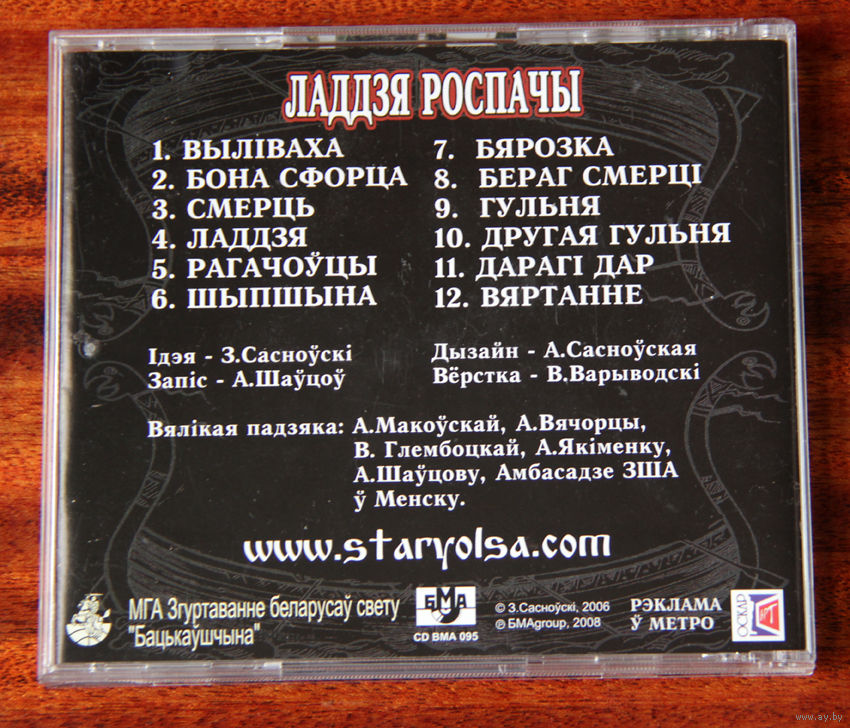 ЛАДДЗЯ РОСПАЧЫ
1. ВЫЛІВАХА
2. БОНА СФОРЦА
3. СМЕРЦЬ
4. ЛАДДЗЯ
5. РАГАЧОЎЦЫ
6. ШЫПШЫНА
7. БЯРОЗКА
8. БЕРАГ СМЕРЦІ
9. ГУЛЬНЯ
10. ДРУГАЯ ГУЛЬНЯ
11. ДАРАГІ ДАР
12. ВЯРТАННЕ
Ідэя - З.Сасноўскі
Запіс - А.Шаўцоў
Дызайн - А.Сасноўская
Вёрстка - В.Варыводскі
Вялікая падзяка: А.Макоўскай, А.Вячорцы,
В. Глембоцкай, А.Якіменку,
А.Шаўцову, Амбасадзе ЗША
ў Менску.
www.staryolsa.com
МГА Згуртаванне беларусаў свету
"Бацькаўшчына"
БМА
CD BMA 095
© З.Сасноўскі, 2006
℗ БМАgroup, 2008
РЭКЛАМА
Ў МЕТРО
ОСКАР
АРТ
www.ay.by